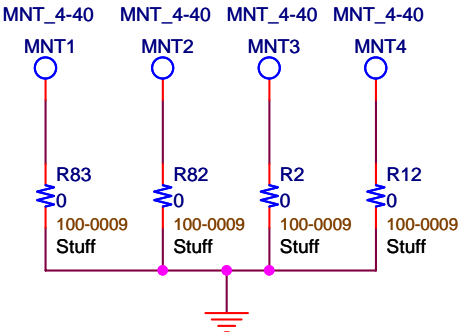 MNT_4-40 MNT_4-40 MNT_4-40 MNT_4-40
MNT1 MNT2 MNT3 MNT4
R83 R82 R2 R12
0 0 0 0
100-0009 100-0009 100-0009 100-0009
Stuff Stuff Stuff Stuff